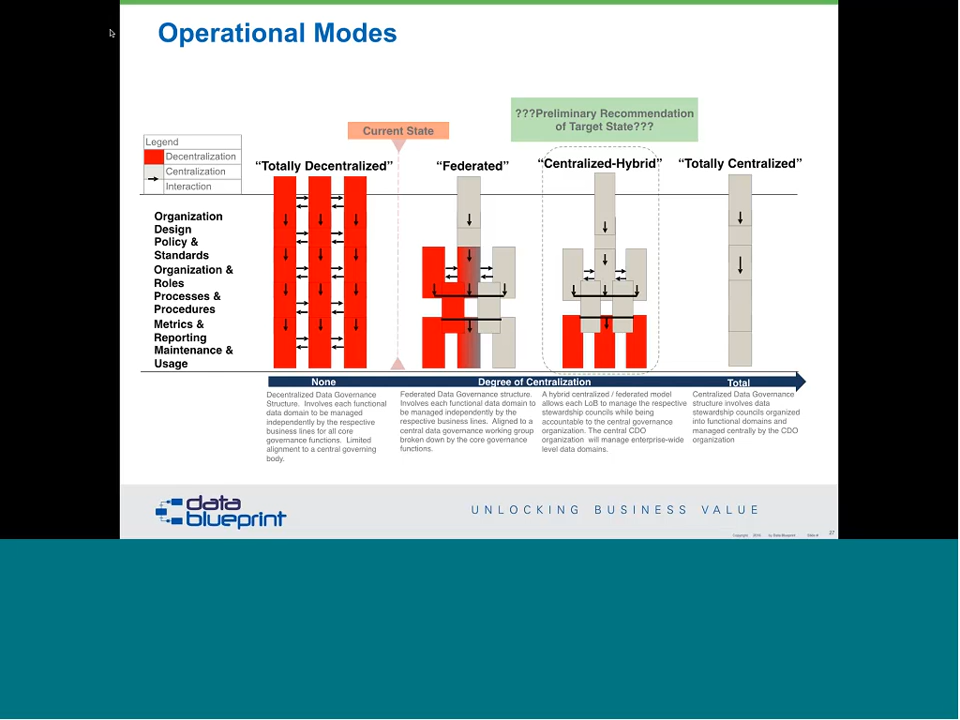 Operational Modes
???Preliminary Recommendation
of Target State???
Current State
Legend
Decentralization
Centralization
Interaction
“Totally Decentralized”
“Federated”
“Centralized-Hybrid”
“Totally Centralized”
Organization
Design
Policy &
Standards
Organization &
Roles
Processes &
Procedures
Metrics &
Reporting
Maintenance &
Usage
None
Degree of Centralization
Total
Decentralized Data Governance
Structure. Involves each functional
data domain to be managed
independently by the respective
business lines for all core
governance functions. Limited
alignment to a central governing
body.
Federated Data Governance structure.
Involves each functional data domain to
be managed independently by the
respective business lines. Aligned to a
central data governance working group
broken down by the core governance
functions.
A hybrid centralized / federated model
allows each LoB to manage the respective
stewardship councils while being
accountable to the central governance
organization. The central CDO
organization will manage enterprise-wide
level data domains.
Centralized Data Governance
structure involves data
stewardship councils organized
into functional domains and
managed centrally by the CDO
organization
data
blueprint
UNLOCKING BUSINESS VALUE
Copyright by Data Blueprint
27